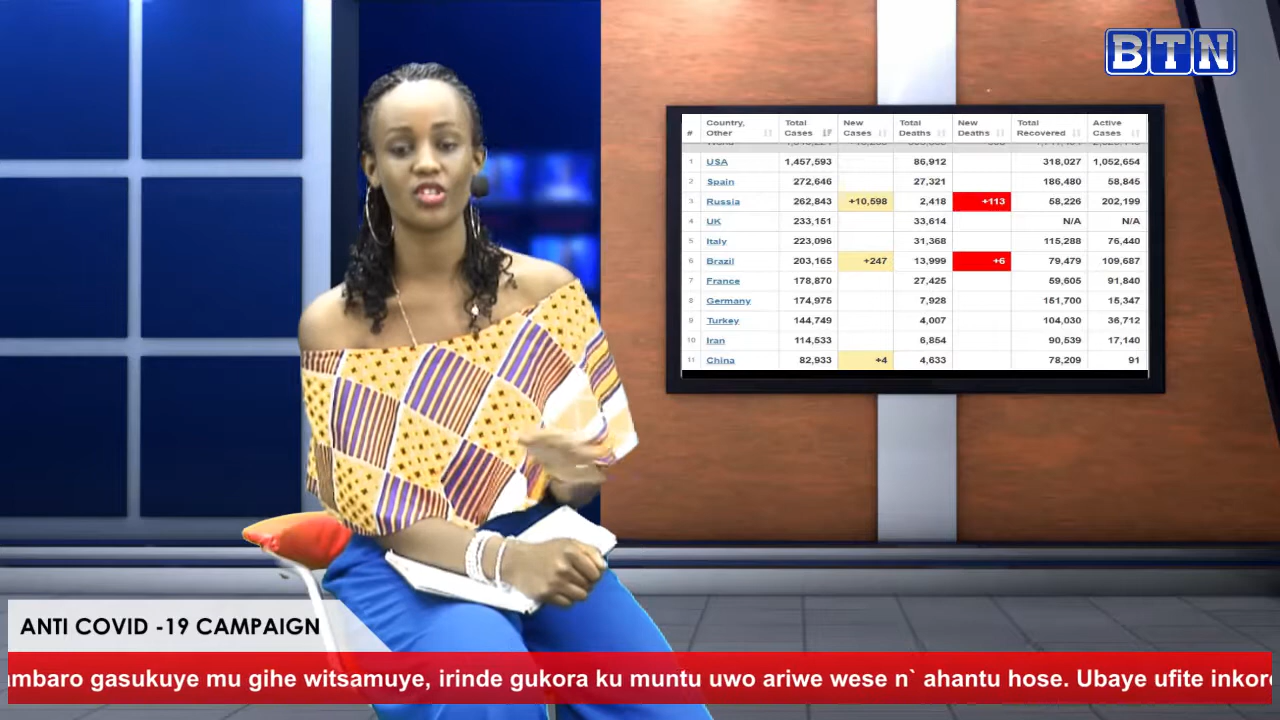 BTN
# Country, Other Total Cases New Cases Total Deaths New Deaths Total Recovered Active Cases
1 USA 1,457,593 86,912 318,027 1,052,654
2 Spain 272,646 27,321 186,480 58,845
3 Russia 262,843 +10,598 2,418 +113 58,226 202,199
4 UK 233,151 33,614 N/A N/A
5 Italy 223,096 31,368 115,288 76,440
6 Brazil 203,165 +247 13,999 +6 79,479 109,687
7 France 178,870 27,425 59,605 91,840
8 Germany 174,975 7,928 151,700 15,347
9 Turkey 144,749 4,007 104,030 36,712
10 Iran 114,533 6,854 90,539 17,140
11 China 82,933 +4 4,633 78,209 91
ANTI COVID -19 CAMPAIGN
mbaro gasukuye mu gihe witsamuye, irinde gukora ku muntu uwo ariwe wese n` ahantu hose. Ubaye ufite